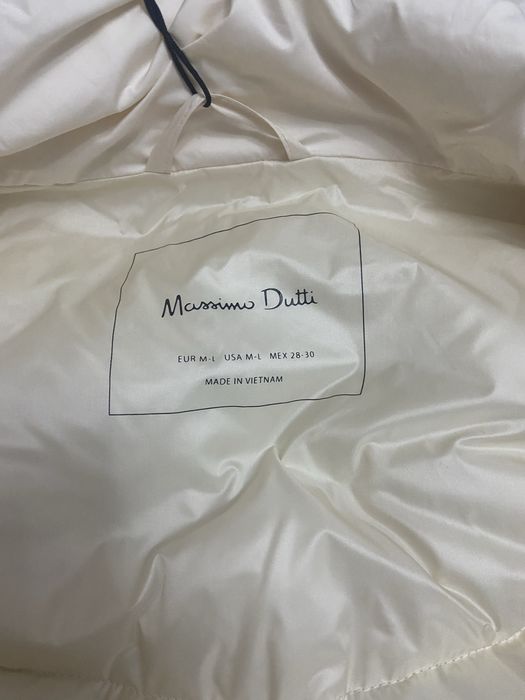 Massimo Dutti
EUR M-L USA M-L MEX 28-30
MADE IN VIETNAM